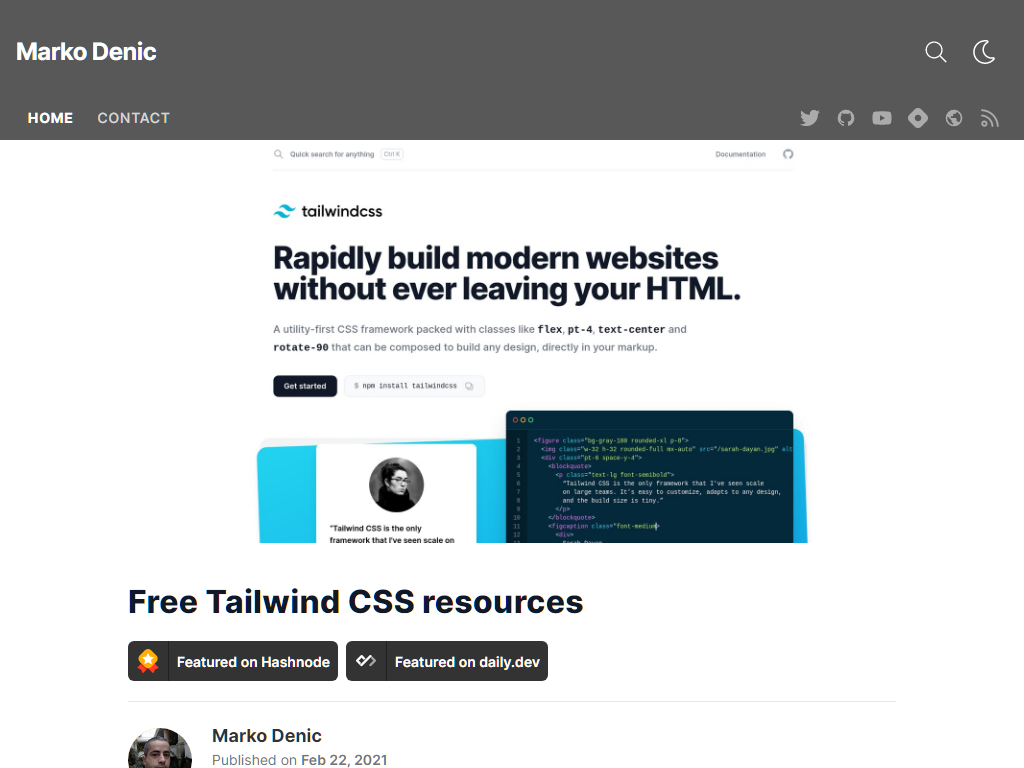 Marko Denic
HOME CONTACT
Quick search for anything Ctrl K Documentation
tailwindcss
Rapidly build modern websites
without ever leaving your HTML.
A utility-first CSS framework packed with classes like flex, pt-4, text-center and
rotate-90 that can be composed to build any design, directly in your markup.
Get started $ npm install tailwindcss
1 <figure class="bg-gray-100 rounded-xl p-8">
2 <img class="w-32 h-32 rounded-full mx-auto" src="/sarah-dayan.jpg" alt
3 <div class="pt-6 space-y-4">
4 <blockquote>
5 <p class="text-lg font-semibold">
6 "Tailwind CSS is the only framework that I've seen scale
7 on large teams. It's easy to customize, adapts to any design,
8 and the build size is tiny."
9 </p>
10 </blockquote>
11 <figcaption class="font-medium>
12 <div>
"Tailwind CSS is the only
framework that I've seen scale on
Free Tailwind CSS resources
Featured on Hashnode Featured on daily.dev
Marko Denic
Published on Feb 22, 2021